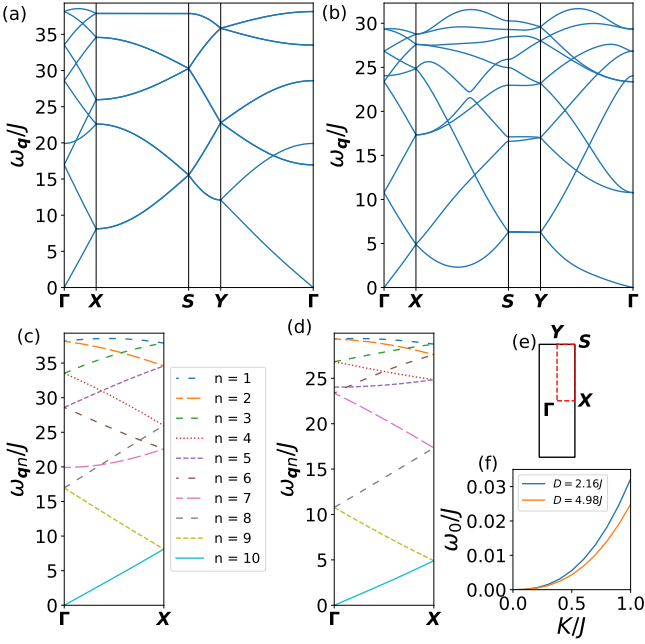 (a)
ω_q/J
35
30
25
20
15
10
5
0
Γ X S Y Γ
(b)
ω_q/J
30
25
20
15
10
5
0
Γ X S Y Γ
(c)
ω_qn/J
35
30
25
20
15
10
5
0
Γ X
n = 1
n = 2
n = 3
n = 4
n = 5
n = 6
n = 7
n = 8
n = 9
n = 10
(d)
ω_qn/J
25
20
15
10
5
0
Γ X
(e)
Y S
Γ X
(f)
ω₀/J
0.03
0.02
0.01
0.00
D = 2.16J
D = 4.98J
0.0 0.5 1.0
K/J